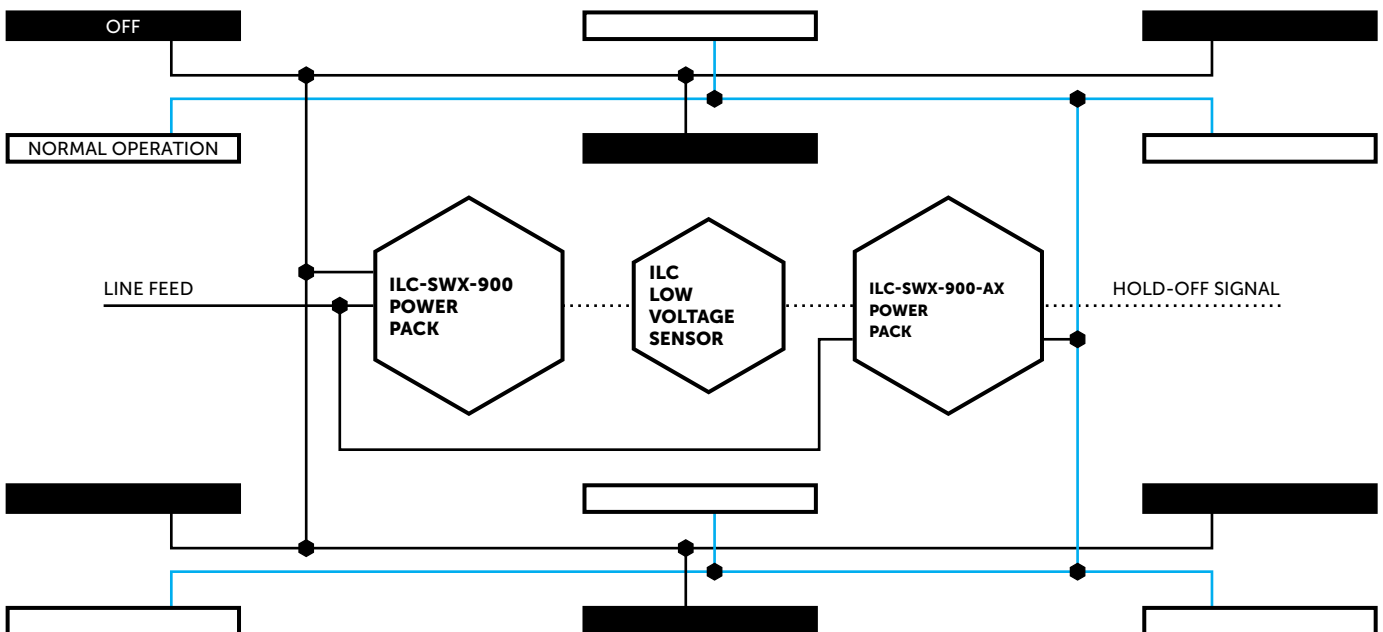 OFF
NORMAL OPERATION
LINE FEED
ILC-SWX-900
POWER
PACK
ILC
LOW
VOLTAGE
SENSOR
ILC-SWX-900-AX
POWER
PACK
HOLD-OFF SIGNAL